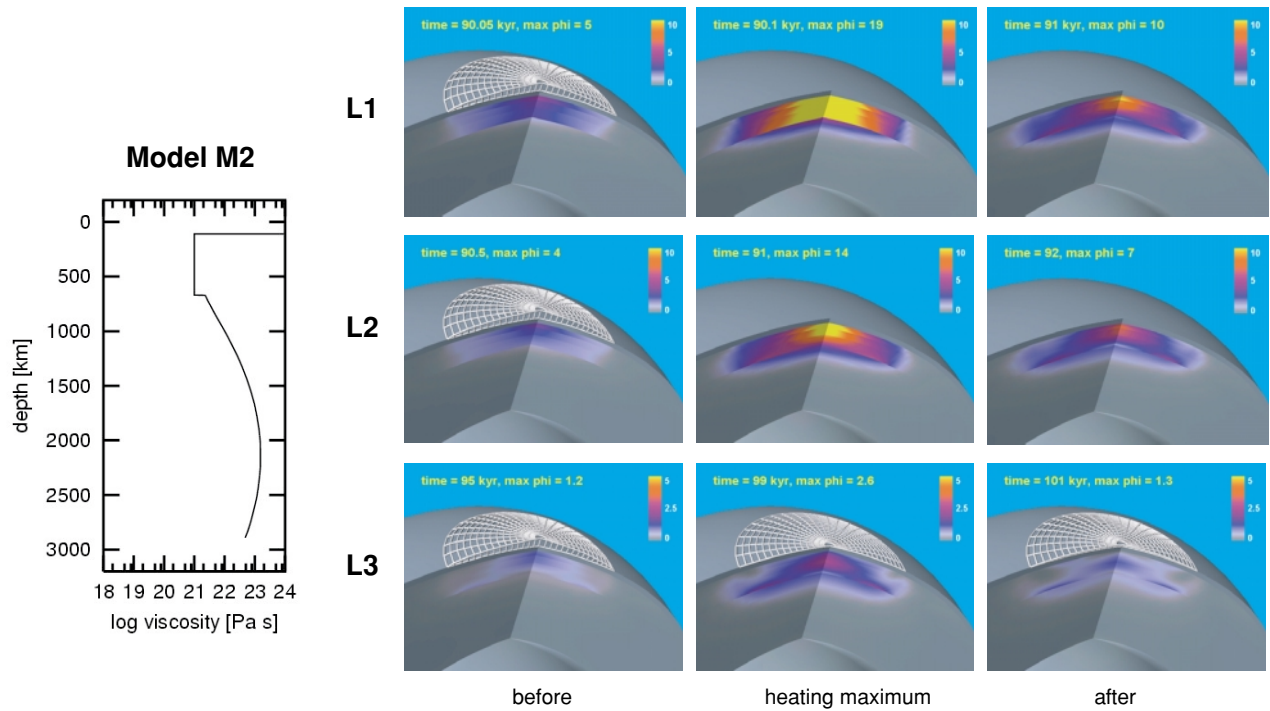 Model M2
0
500
1000
1500
2000
2500
3000
depth [km]
18 19 20 21 22 23 24
log viscosity [Pa s]
L1
time = 90.05 kyr, max phi = 5
10
5
0
time = 90.1 kyr, max phi = 19
10
5
0
time = 91 kyr, max phi = 10
10
5
0
L2
time = 90.5, max phi = 4
10
5
0
time = 91, max phi = 14
10
5
0
time = 92, max phi = 7
10
5
0
L3
time = 95 kyr, max phi = 1.2
5
2.5
0
time = 99 kyr, max phi = 2.6
5
2.5
0
time = 101 kyr, max phi = 1.3
5
2.5
0
before
heating maximum
after